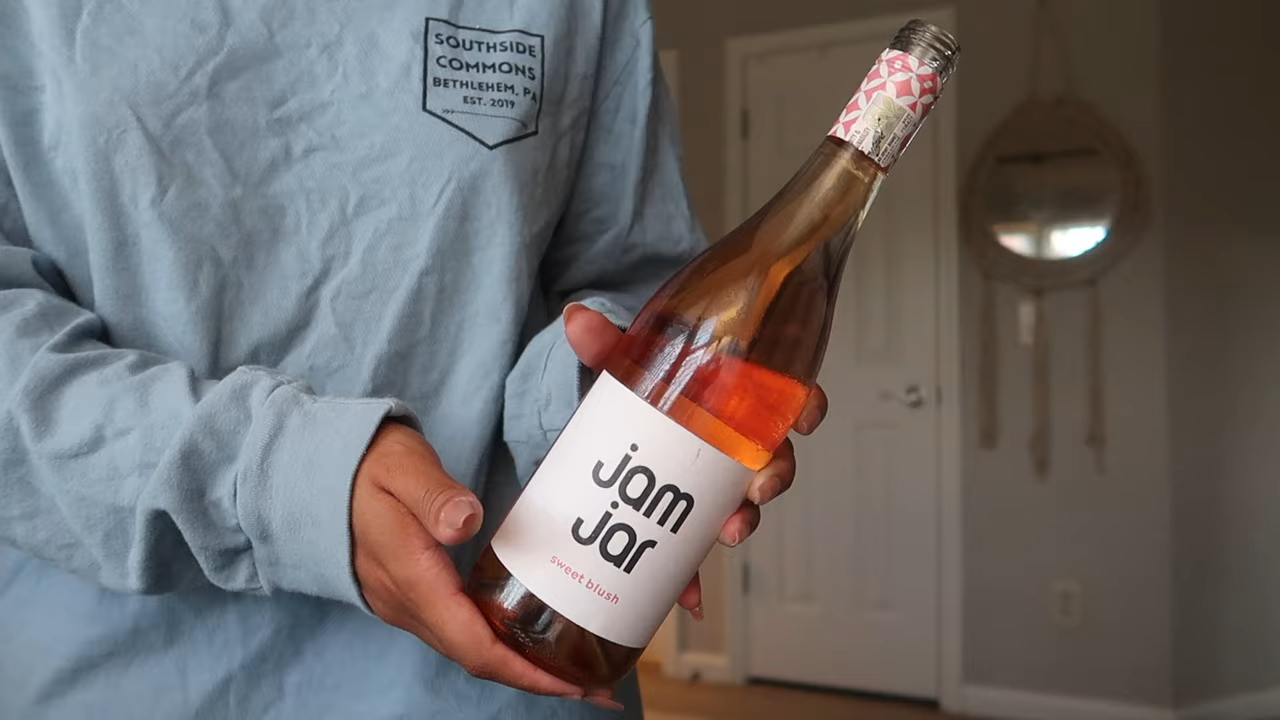 SOUTHSIDE
COMMONS
BETHLEHEM, PA
EST. 2019
jam
jar
sweet blush